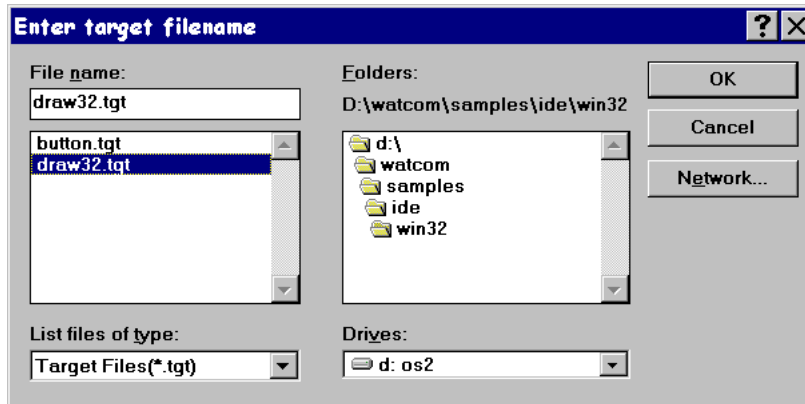 Enter target filename
? X
File name:
draw32.tgt
button.tgt
draw32.tgt
List files of type:
Target Files(*.tgt)
Folders:
D:\watcom\samples\ide\win32
d:\
watcom
samples
ide
win32
Drives:
d: os2
OK
Cancel
Network...